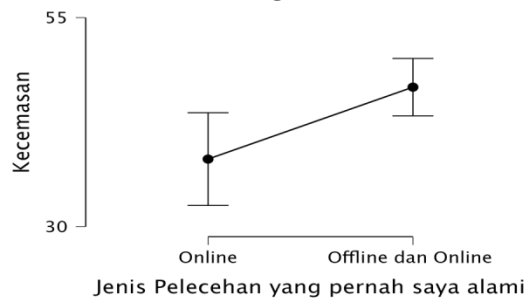 55
Kecemasan
30
Online
Offline dan Online
Jenis Pelecehan yang pernah saya alami